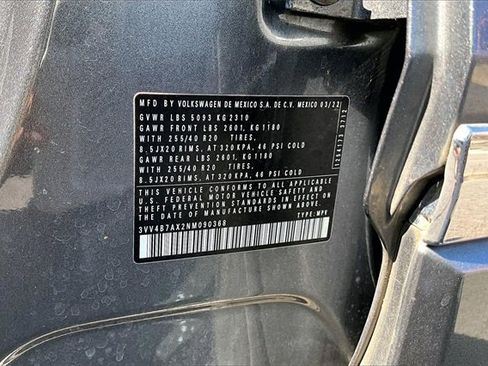 MFD BY VOLKSWAGEN DE MEXICO S.A. DE C.V. MEXICO 03/22
GVWR LBS 5093 KG2310
GAWR FRONT LBS 2601, KG1180
WITH 255/40 R20 TIRES,
8.5JX20 RIMS, AT 320KPA, 46 PSI COLD
GAWR REAR LBS 2601, KG1180
WITH 255/40 R20 TIRES,
8.5JX20 RIMS, AT 320KPA, 46 PSI COLD
THIS VEHICLE CONFORMS TO ALL APPLICABLE
U.S. FEDERAL MOTOR VEHICLE SAFETY AND
THEFT PREVENTION STANDARDS IN EFFECT ON THE
DATE OF MANUFACTURE SHOWN ABOVE.
3VV4B7AX2NM090368 TYPE:MPV
1284173 3712